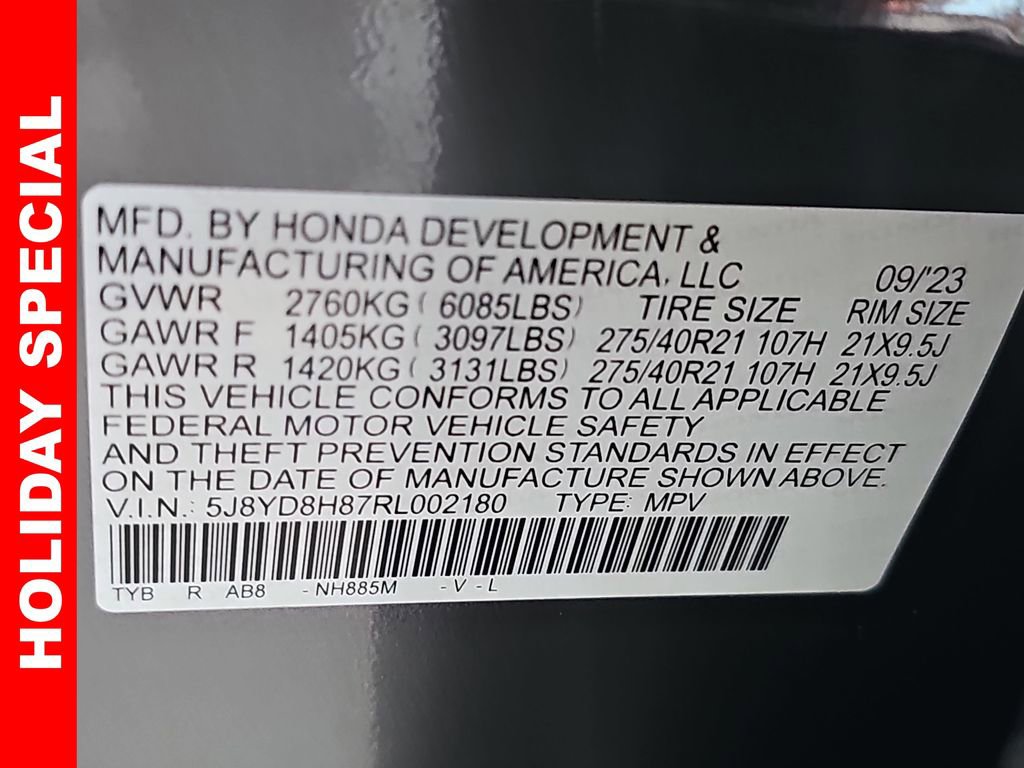 HOLIDAY SPECIAL
MFD. BY HONDA DEVELOPMENT &
MANUFACTURING OF AMERICA, LLC 09/'23
GVWR 2760KG ( 6085LBS) TIRE SIZE RIM SIZE
GAWR F 1405KG ( 3097LBS) 275/40R21 107H 21X9.5J
GAWR R 1420KG ( 3131LBS) 275/40R21 107H 21X9.5J
THIS VEHICLE CONFORMS TO ALL APPLICABLE
FEDERAL MOTOR VEHICLE SAFETY
AND THEFT PREVENTION STANDARDS IN EFFECT
ON THE DATE OF MANUFACTURE SHOWN ABOVE.
V.I.N.: 5J8YD8H87RL002180 TYPE: MPV
TYB R AB8 - NH885M - V - L